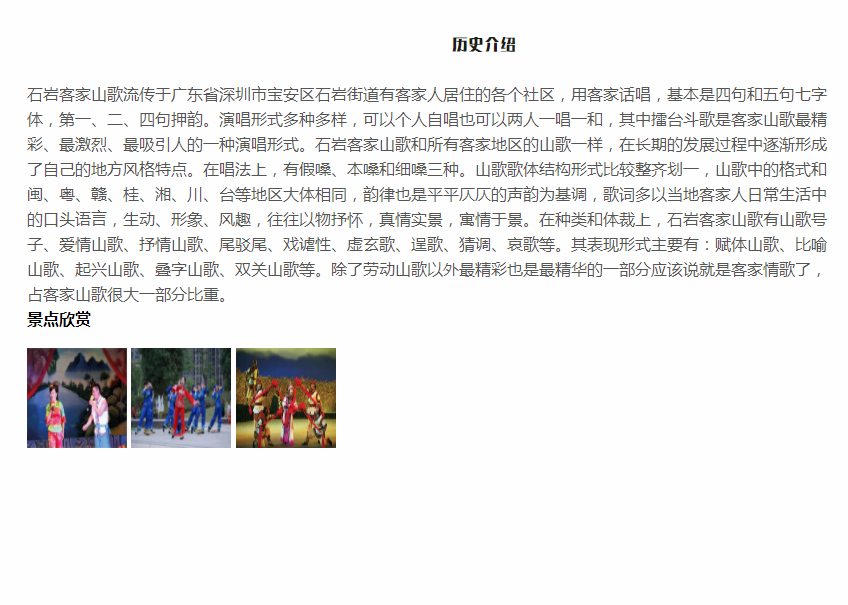 历史介绍
石岩客家山歌流传于广东省深圳市宝安区石岩街道有客家人居住的各个社区，用客家话唱，基本是四句和五句七字
体，第一、二、四句押韵。演唱形式多种多样，可以个人自唱也可以两人一唱一和，其中擂台斗歌是客家山歌最精
彩、最激烈、最吸引人的一种演唱形式。石岩客家山歌和所有客家地区的山歌一样，在长期的发展过程中逐渐形成
了自己的地方风格特点。在唱法上，有假嗓、本嗓和细嗓三种。山歌歌体结构形式比较整齐划一，山歌中的格式和
闽、粤、赣、桂、湘、川、台等地区大体相同，韵律也是平平仄仄的声韵为基调，歌词多以当地客家人日常生活中
的口头语言，生动、形象、风趣，往往以物抒怀，真情实景，寓情于景。在种类和体裁上，石岩客家山歌有山歌号
子、爱情山歌、抒情山歌、尾驳尾、戏谑性、虚玄歌、逞歌、猜调、哀歌等。其表现形式主要有：赋体山歌、比喻
山歌、起兴山歌、叠字山歌、双关山歌等。除了劳动山歌以外最精彩也是最精华的一部分应该说就是客家情歌了，
占客家山歌很大一部分比重。
景点欣赏